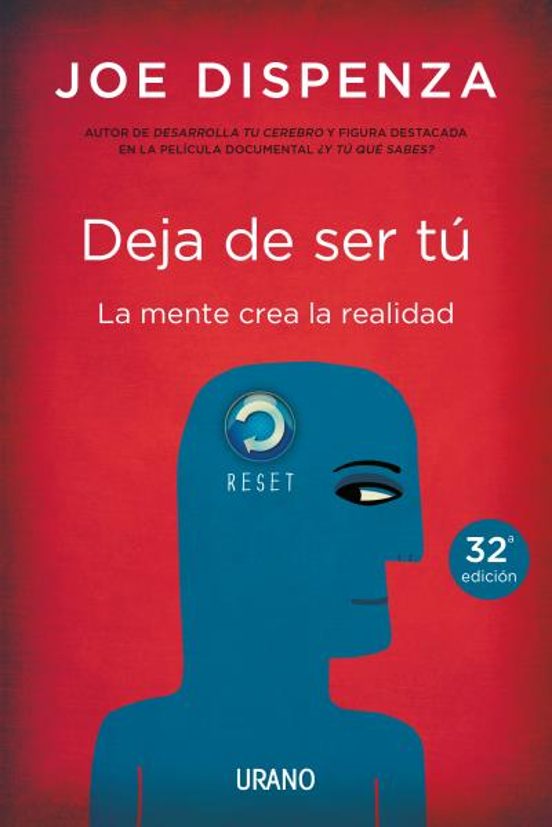 JOE DISPENZA
AUTOR DE DESARROLLA TU CEREBRO Y FIGURA DESTACADA
EN LA PELÍCULA DOCUMENTAL ¿Y TÚ QUÉ SABES?
Deja de ser tú
La mente crea la realidad
RESET
32ª
edición
URANO